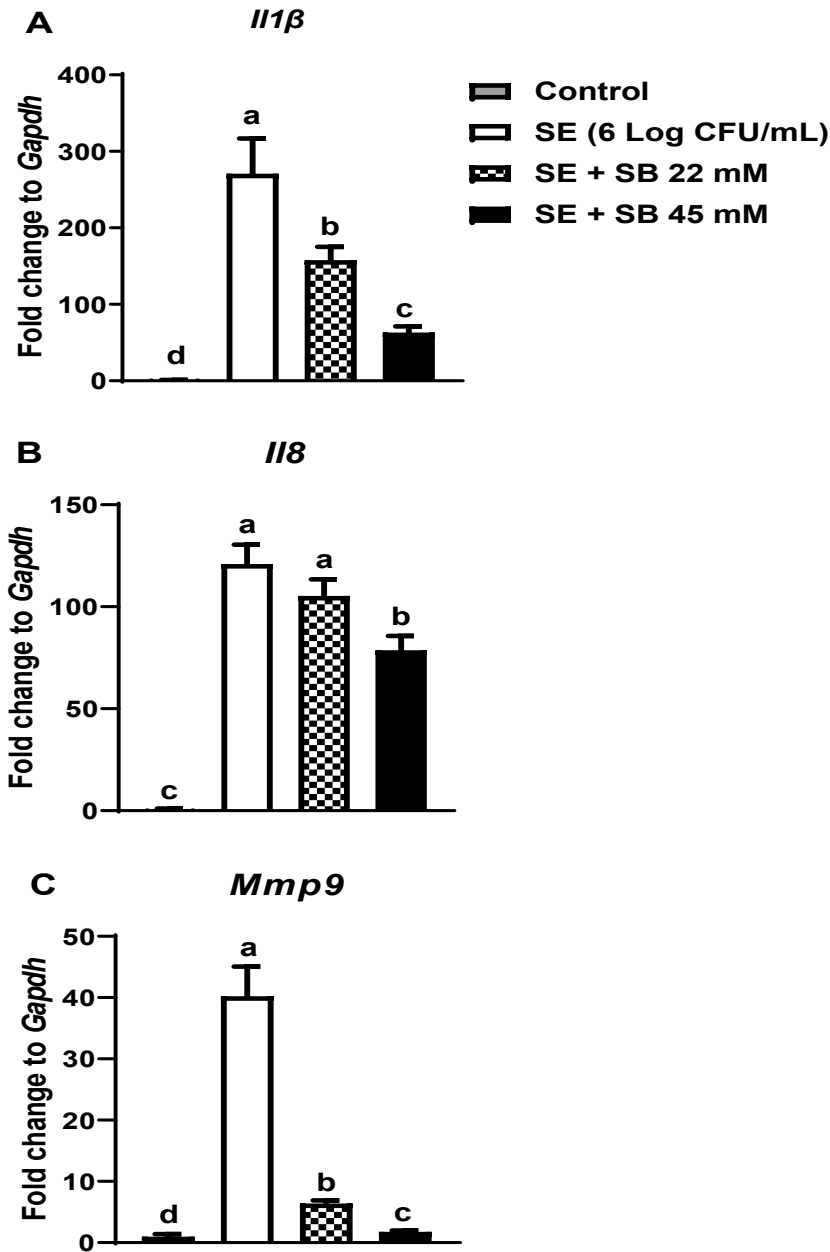 A
Il1β
Fold change to Gapdh
400
300
200
100
0
d
a
b
c
Control
SE (6 Log CFU/mL)
SE + SB 22 mM
SE + SB 45 mM
B
Il8
Fold change to Gapdh
150
100
50
0
c
a
a
b
C
Mmp9
Fold change to Gapdh
50
40
30
20
10
0
d
a
b
c